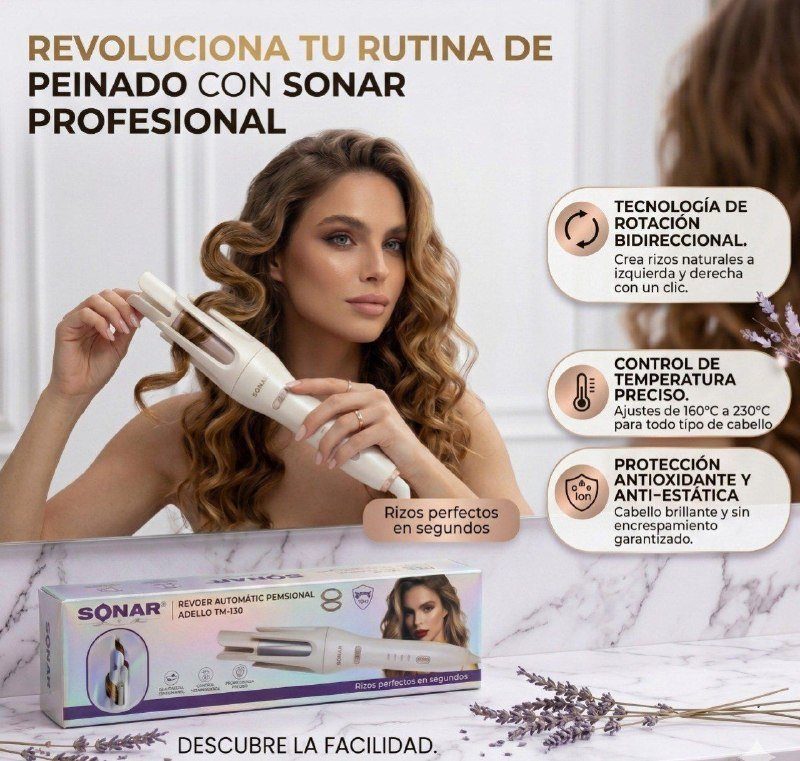 REVOLUCIONA TU RUTINA DE
PEINADO CON SONAR
PROFESIONAL
TECNOLOGÍA DE
ROTACIÓN
BIDIRECCIONAL.
Crea rizos naturales a
izquierda y derecha
con un clic.
CONTROL DE
TEMPERATURA
PRECISO.
Ajustes de 160°C a 230°C
para todo típo de cabello
PROTECCIÓN
ANTIOXIDANTE Y
ANTI-ESTÁTICA
Ion
Cabello brillante y sin
encrespamiento
garantizado.
SONAR
Rizos perfectos
en segundos
SONAR
SONAR®
REVOER AUTOMÁTIC PEMSIONAL
ADELLO TM-130
SONAR
SONAR
Rizos perfectos en segundos
DESCUBRE LA FACILIDAD.